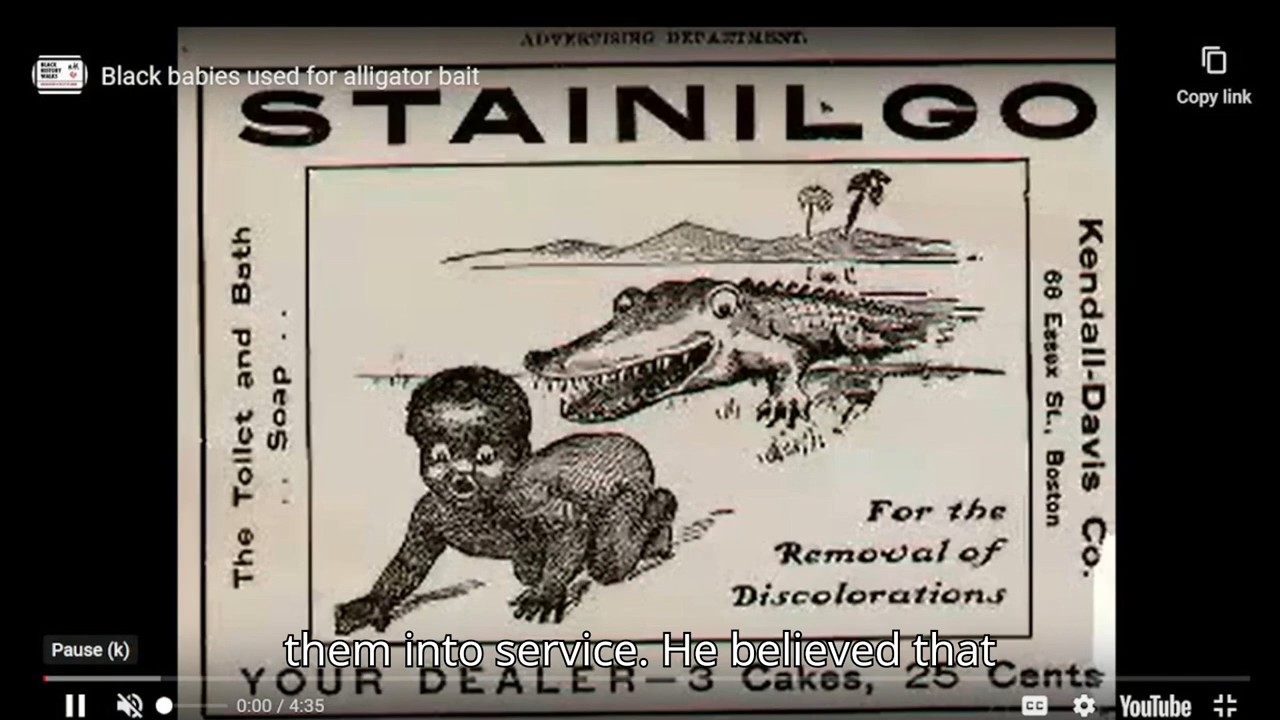 ADVERTISING DEPARTMENT.
Black babies used for alligator bait
Copy link
STAINILGO
The Toilet and Bath
. . Soap . .
Kendall-Davis Co.
68 Essex St., Boston
For the
Removal of
Discolorations
them into service. He believed that
Pause (k)
YOUR DEALER—3 Cakes, 25 Cents
0:00 / 4:35
CC
YouTube